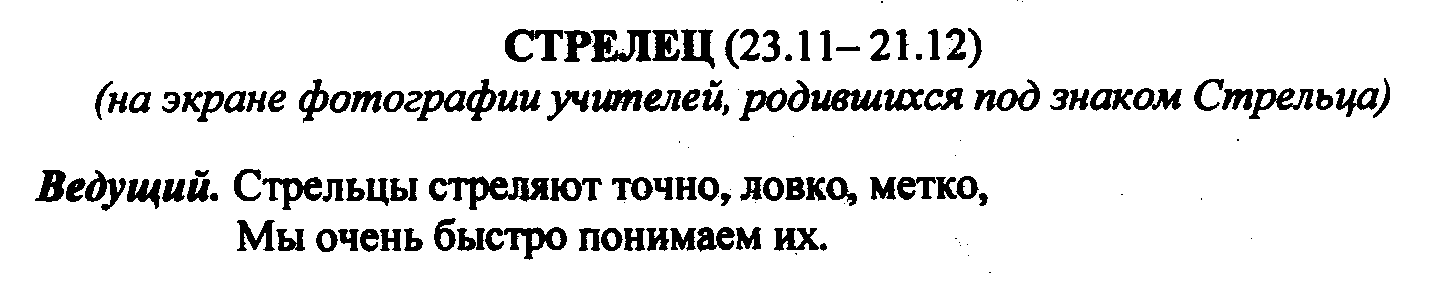 СТРЕЛЕЦ (23.11– 21.12)
(на экране фотографии учителей, родившихся под знаком Стрельца)
Ведущий. Стрельцы стреляют точно, ловко, метко,
Мы очень быстро понимаем их.